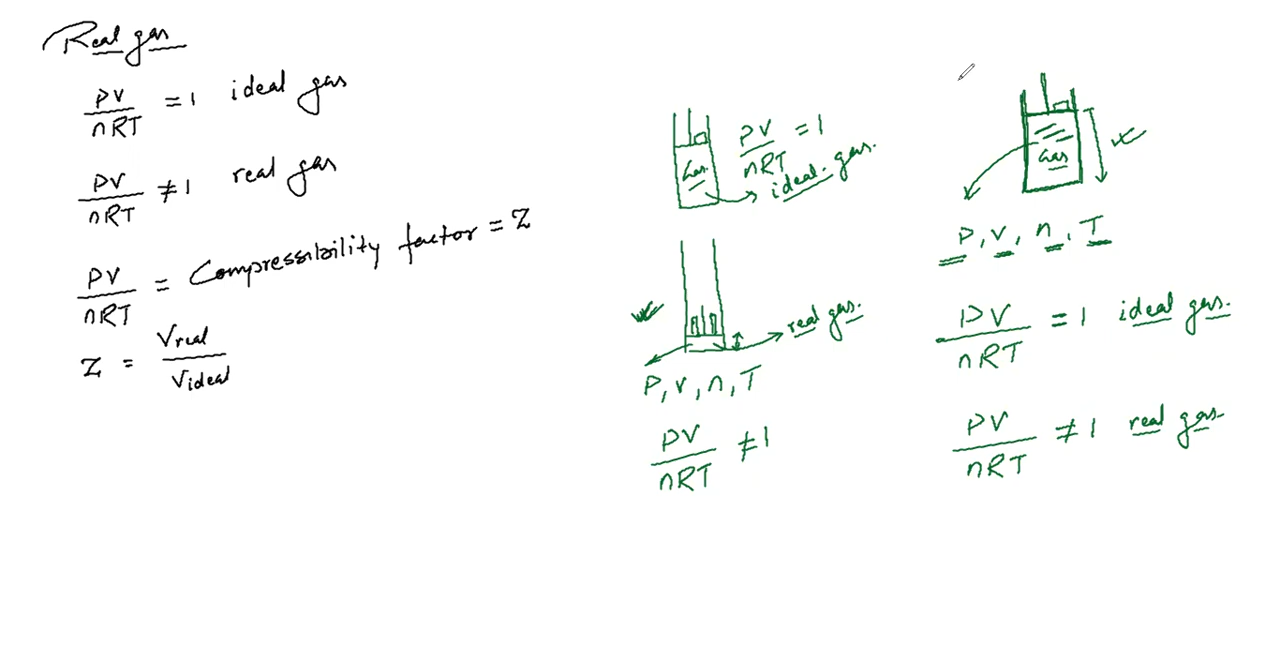 Real gas
PV/nRT = 1 ideal gas
PV/nRT ≠ 1 real gas
PV/nRT = Compressibility factor = Z
Z = Vreal/Videal
Gas
PV/nRT = 1
ideal gas.
real gas.
P, V, n, T
PV/nRT ≠ 1
Gas
P, V, n, T
PV/nRT = 1 ideal gas.
PV/nRT ≠ 1 real gas